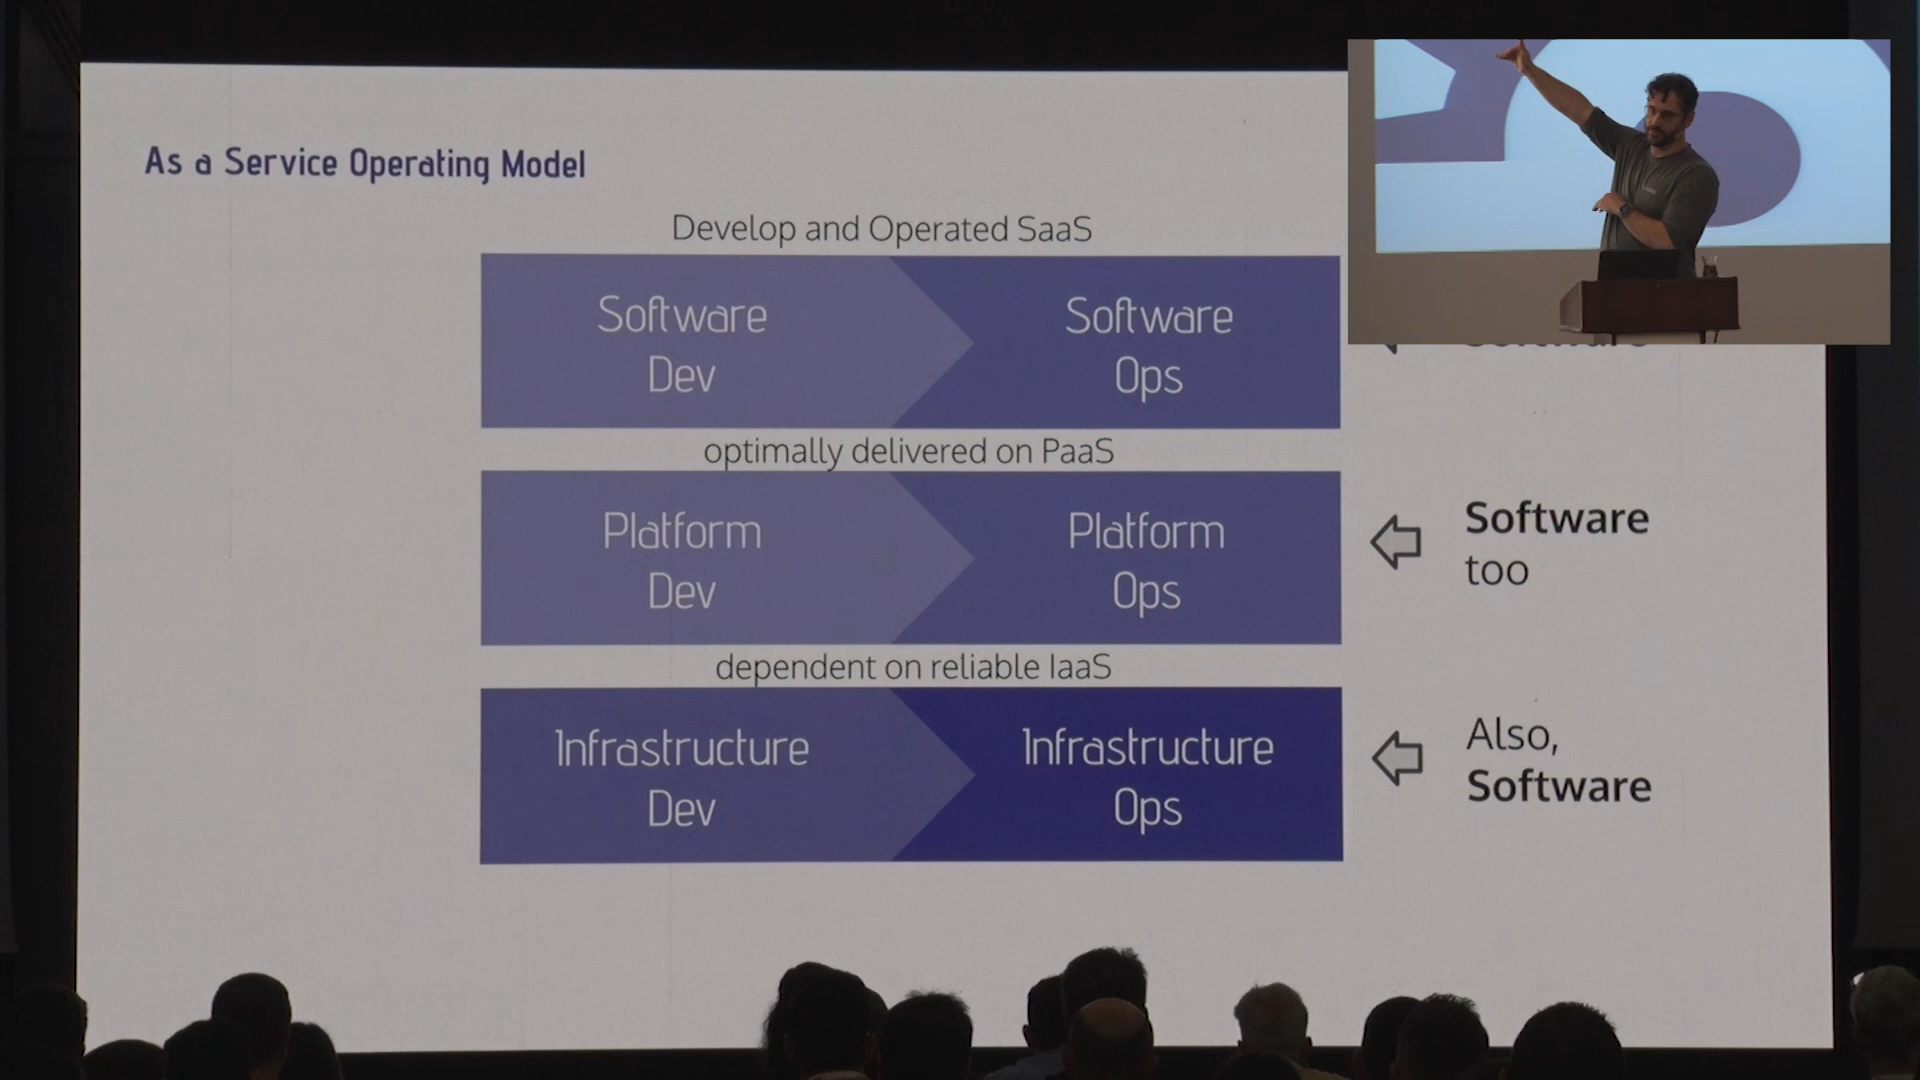 As a Service Operating Model
Develop and Operated SaaS
Software
Dev
Software
Ops
optimally delivered on PaaS
Platform
Dev
Platform
Ops
Software
too
dependent on reliable IaaS
Infrastructure
Dev
Infrastructure
Ops
Also,
Software